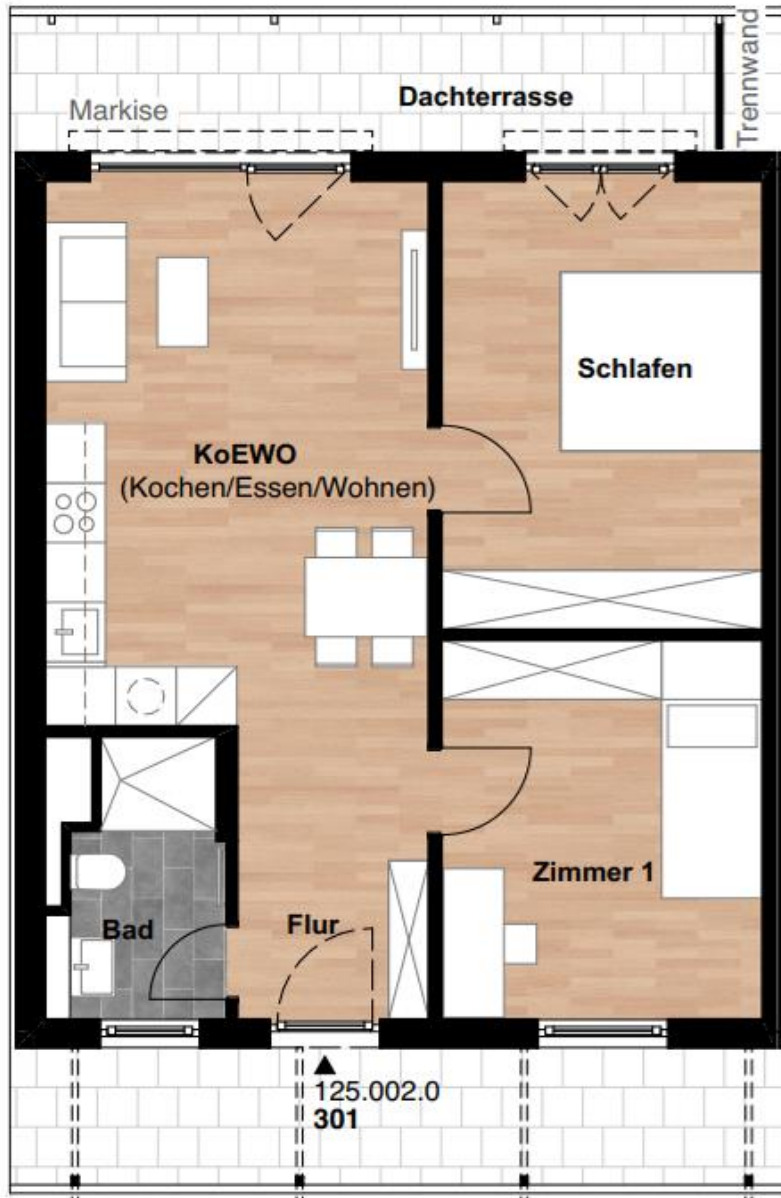 Trennwand
Dachterrasse
Markise
Schlafen
KoEWO
(Kochen/Essen/Wohnen)
Zimmer 1
Flur
Bad
125.002.0
301